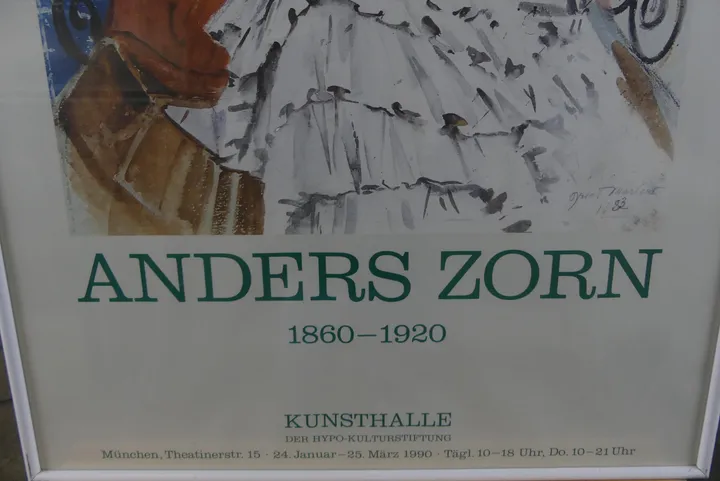 82
ANDERS ZORN
1860–1920
KUNSTHALLE
DER HYPO-KULTURSTIFTUNG
München, Theatinerstr. 15 · 24. Januar–25. März 1990 · Tägl. 10–18 Uhr, Do. 10–21 Uhr